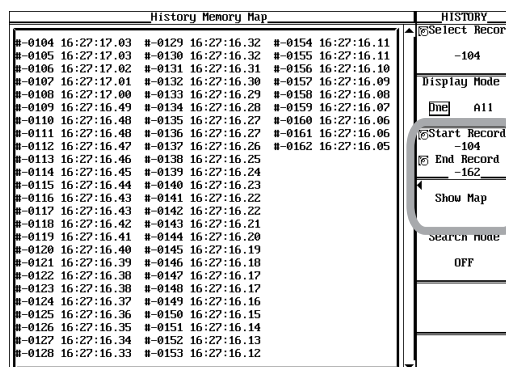 History Memory Map
#-0104 16:27:17.03 #-0129 16:27:16.32 #-0154 16:27:16.11
#-0105 16:27:17.03 #-0130 16:27:16.32 #-0155 16:27:16.11
#-0106 16:27:17.02 #-0131 16:27:16.31 #-0156 16:27:16.10
#-0107 16:27:17.01 #-0132 16:27:16.30 #-0157 16:27:16.09
#-0108 16:27:17.00 #-0133 16:27:16.29 #-0158 16:27:16.08
#-0109 16:27:16.49 #-0134 16:27:16.28 #-0159 16:27:16.07
#-0110 16:27:16.48 #-0135 16:27:16.27 #-0160 16:27:16.06
#-0111 16:27:16.48 #-0136 16:27:16.27 #-0161 16:27:16.06
#-0112 16:27:16.47 #-0137 16:27:16.26 #-0162 16:27:16.05
#-0113 16:27:16.46 #-0138 16:27:16.25
#-0114 16:27:16.45 #-0139 16:27:16.24
#-0115 16:27:16.44 #-0140 16:27:16.23
#-0116 16:27:16.43 #-0141 16:27:16.22
#-0117 16:27:16.43 #-0142 16:27:16.22
#-0118 16:27:16.42 #-0143 16:27:16.21
#-0119 16:27:16.41 #-0144 16:27:16.20
#-0120 16:27:16.40 #-0145 16:27:16.19
#-0121 16:27:16.39 #-0146 16:27:16.18
#-0122 16:27:16.38 #-0147 16:27:16.17
#-0123 16:27:16.38 #-0148 16:27:16.17
#-0124 16:27:16.37 #-0149 16:27:16.16
#-0125 16:27:16.36 #-0150 16:27:16.15
#-0126 16:27:16.35 #-0151 16:27:16.14
#-0127 16:27:16.34 #-0152 16:27:16.13
#-0128 16:27:16.33 #-0153 16:27:16.12
HISTORY
Select Recor
-104
Display Mode
One All
Start Record
-104
End Record
-162
Show Map
Search Mode
OFF